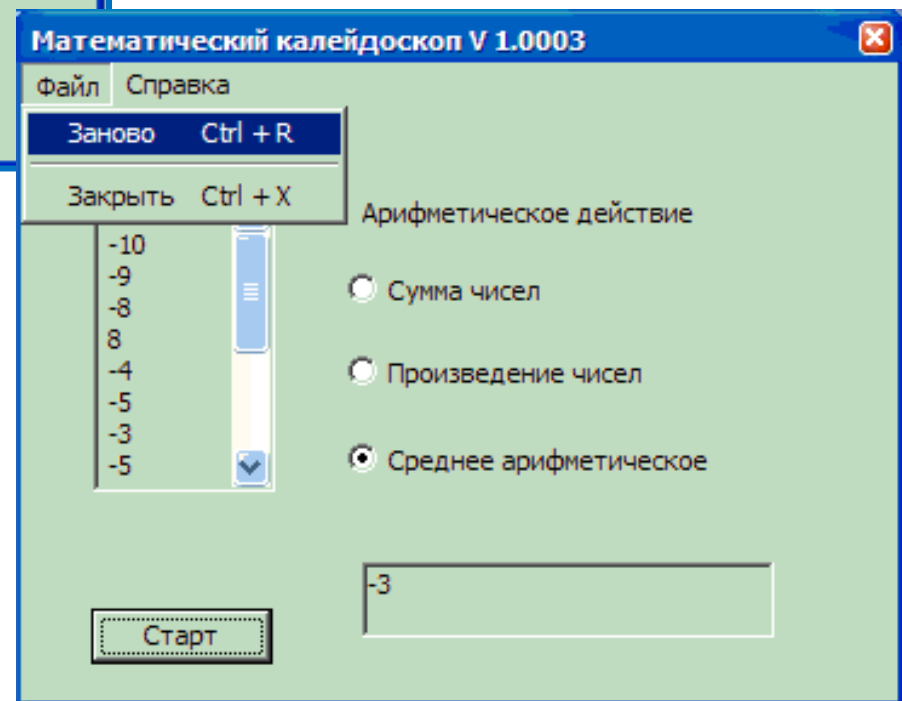 Математический калейдоскоп V 1.0003
Файл Справка
Заново Ctrl + R
Закрыть Ctrl + X
Арифметическое действие
-10
-9
-8
8
-4
-5
-3
-5
Сумма чисел
Произведение чисел
Среднее арифметическое
-3
Старт